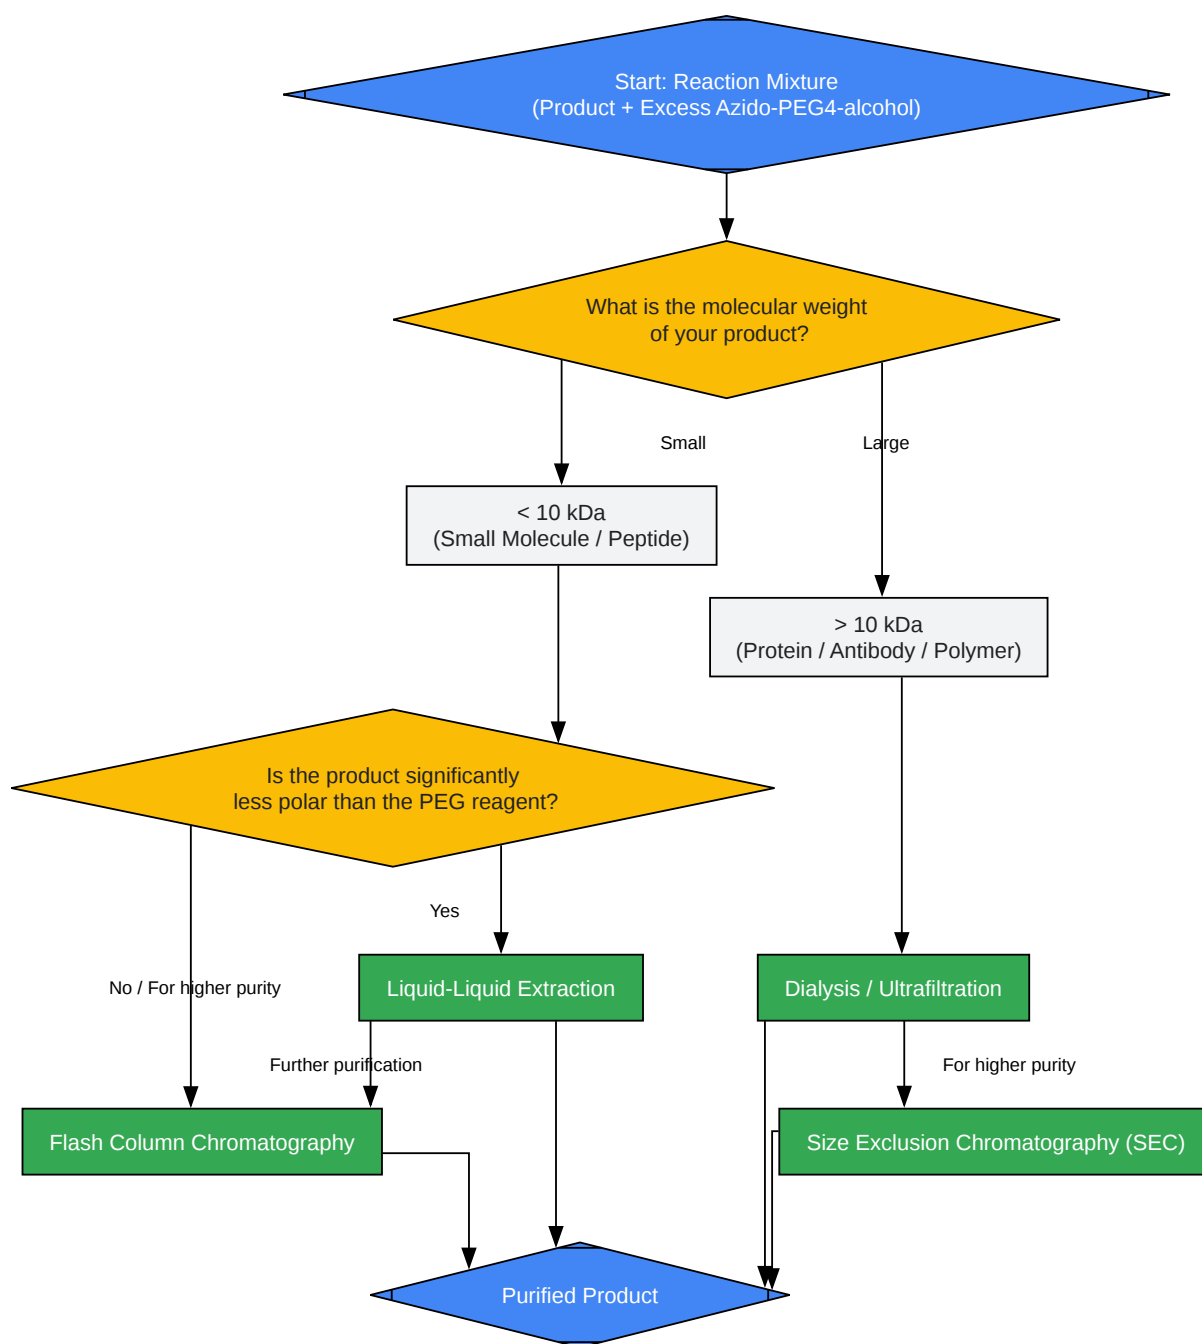 Start: Reaction Mixture
(Product + Excess Azido-PEG4-alcohol)
What is the molecular weight
of your product?
Small
Large
< 10 kDa
(Small Molecule / Peptide)
> 10 kDa
(Protein / Antibody / Polymer)
Is the product significantly
less polar than the PEG reagent?
Yes
No / For higher purity
Liquid-Liquid Extraction
Dialysis / Ultrafiltration
Further purification
For higher purity
Flash Column Chromatography
Size Exclusion Chromatography (SEC)
Purified Product